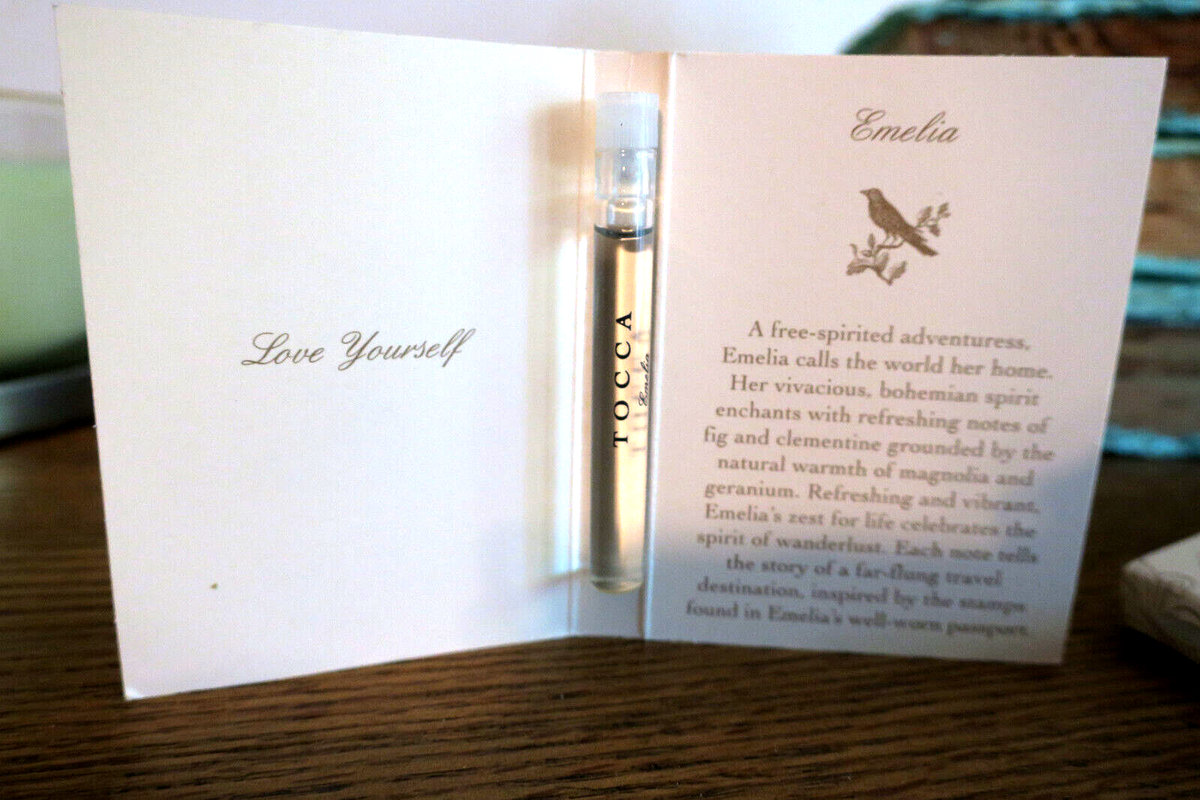 Love Yourself
TOCCA
Emelia
Emelia
A free-spirited adventuress,
Emelia calls the world her home.
Her vivacious, bohemian spirit
enchants with refreshing notes of
fig and clementine grounded by the
natural warmth of magnolia and
geranium. Refreshing and vibrant,
Emelia's zest for life celebrates the
spirit of wanderlust. Each note tells
the story of a far-flung travel
destination, inspired by the stamps
found in Emelia's well-worn passport.